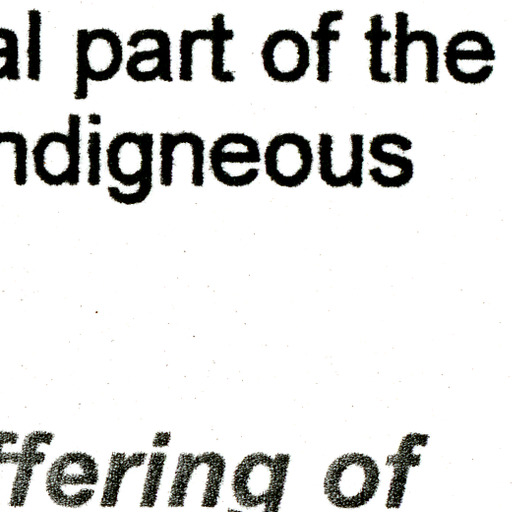 al part of the
ndigneous
ffering of